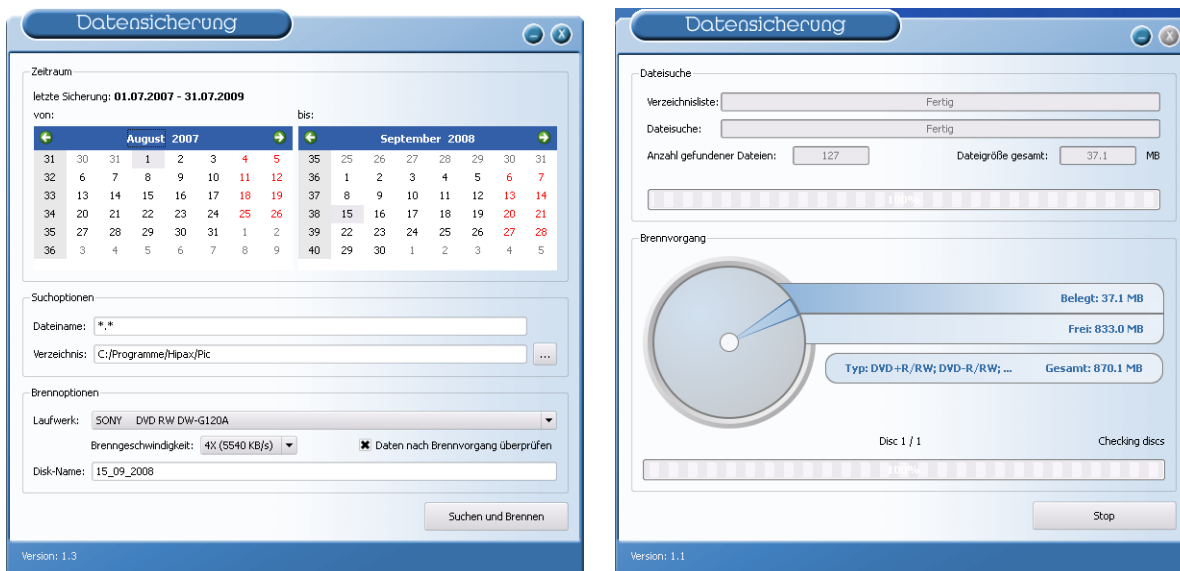 Datensicherung
Zeitraum
letzte Sicherung: 01.07.2007 - 31.07.2009
von: bis:
August 2007
31 30 31 1 2 3 4 5
32 6 7 8 9 10 11 12
33 13 14 15 16 17 18 19
34 20 21 22 23 24 25 26
35 27 28 29 30 31 1 2
36 3 4 5 6 7 8 9
September 2008
35 25 26 27 28 29 30 31
36 1 2 3 4 5 6 7
37 8 9 10 11 12 13 14
38 15 16 17 18 19 20 21
39 22 23 24 25 26 27 28
40 29 30 1 2 3 4 5
Suchoptionen
Dateiname: *.*
Verzeichnis: C:/Programme/Hipax/Pic ...
Brennoptionen
Laufwerk: SONY DVD RW DW-G120A
Brenngeschwindigkeit: 4X (5540 KB/s) Daten nach Brennvorgang überprüfen
Disk-Name: 15_09_2008
Suchen und Brennen
Version: 1.3
Datensicherung
Dateisuche
Verzeichnisliste: Fertig
Dateisuche: Fertig
Anzahl gefundener Dateien: 127 Dateigröße gesamt: 37.1 MB
100%
Brennvorgang
Belegt: 37.1 MB
Frei: 833.0 MB
Typ: DVD+R/RW; DVD-R/RW; ... Gesamt: 870.1 MB
Disc 1 / 1 Checking discs
100%
Stop
Version: 1.1